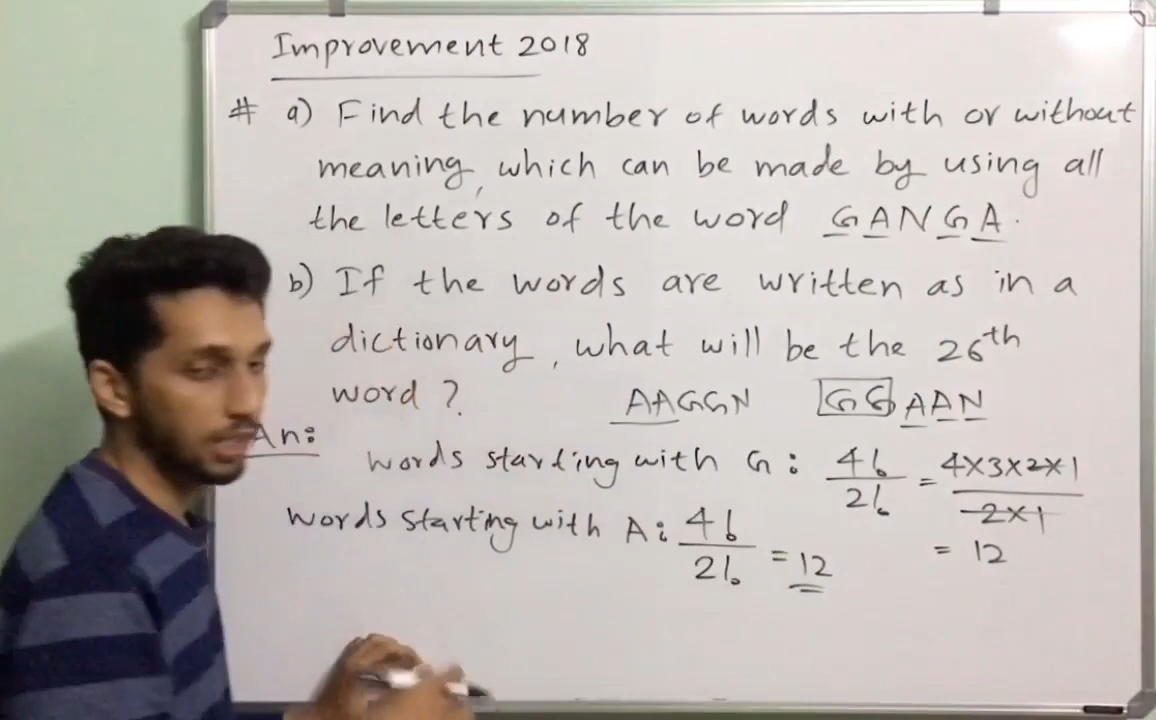 Improvement 2018
# a) Find the number of words with or without
meaning, which can be made by using all
the letters of the word GANGA.
b) If the words are written as in a
dictionary, what will be the 26th
word ? AAGGN GGAAN
An:
words starting with G : 4!/2! = 4×3×2×1/2×1
words starting with A: 4!/2! = 12 = 12